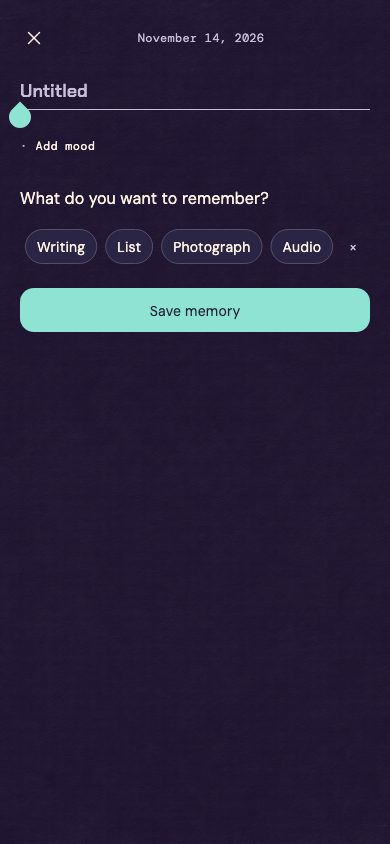 November 14, 2026
Untitled
· Add mood
What do you want to remember?
Writing List Photograph Audio ×
Save memory